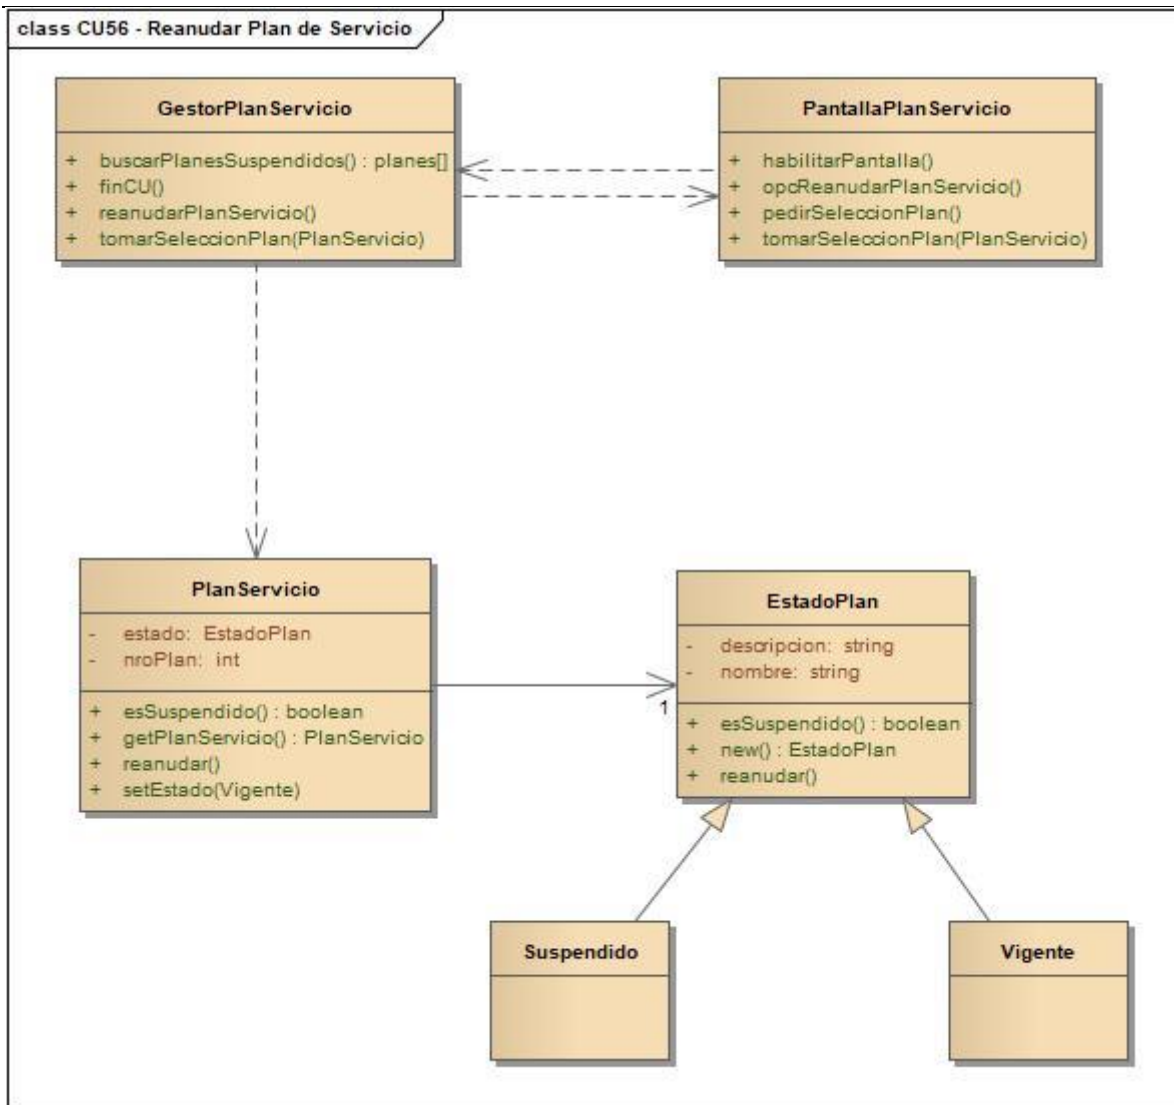 class CU56 - Reanudar Plan de Servicio
GestorPlanServicio
+ buscarPlanesSuspendidos() : planes[]
+ finCU()
+ reanudarPlanServicio()
+ tomarSeleccionPlan(PlanServicio)
PantallaPlanServicio
+ habilitarPantalla()
+ opcReanudarPlanServicio()
+ pedirSeleccionPlan()
+ tomarSeleccionPlan(PlanServicio)
PlanServicio
- estado: EstadoPlan
- nroPlan: int
+ esSuspendido() : boolean
+ getPlanServicio() : PlanServicio
+ reanudar()
+ setEstado(Vigente)
1
EstadoPlan
- descripcion: string
- nombre: string
+ esSuspendido() : boolean
+ new() : EstadoPlan
+ reanudar()
Suspendido
Vigente